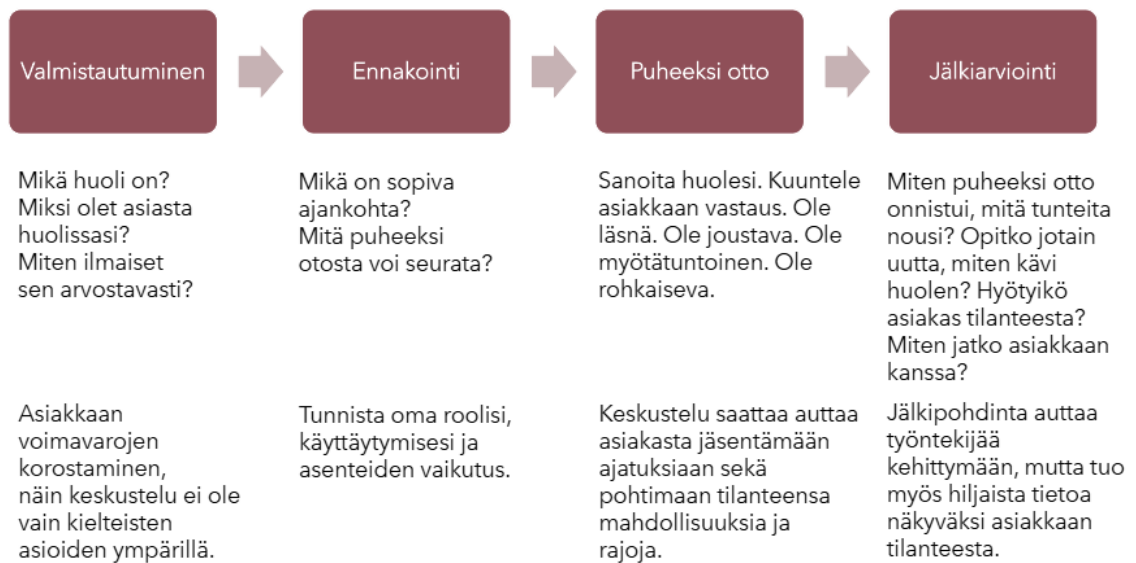 Valmistautuminen
Ennakointi
Puheeksi otto
Jälkiarviointi
Mikä huoli on?
Miksi olet asiasta
huolissasi?
Miten ilmaiset
sen arvostavasti?
Mikä on sopiva
ajankohta?
Mitä puheeksi
otosta voi seurata?
Sanoita huolesi. Kuuntele
asiakkaan vastaus. Ole
läsnä. Ole joustava. Ole
myötätuntoinen. Ole
rohkaiseva.
Miten puheeksi otto
onnistui, mitä tunteita
nousi? Opitko jotain
uutta, miten kävi
huolen? Hyötyikö
asiakas tilanteesta?
Miten jatko asiakkaan
kanssa?
Asiakkaan
voimavarojen
korostaminen,
näin keskustelu ei ole
vain kielteisten
asioiden ympärillä.
Tunnista oma roolisi,
käyttäytymisesi ja
asenteiden vaikutus.
Keskustelu saattaa auttaa
asiakasta jäsentämään
ajatuksiaan sekä
pohtimaan tilanteensa
mahdollisuuksia ja
rajoja.
Jälkipohdinta auttaa
työntekijää
kehittymään, mutta tuo
myös hiljaista tietoa
näkyväksi asiakkaan
tilanteesta.